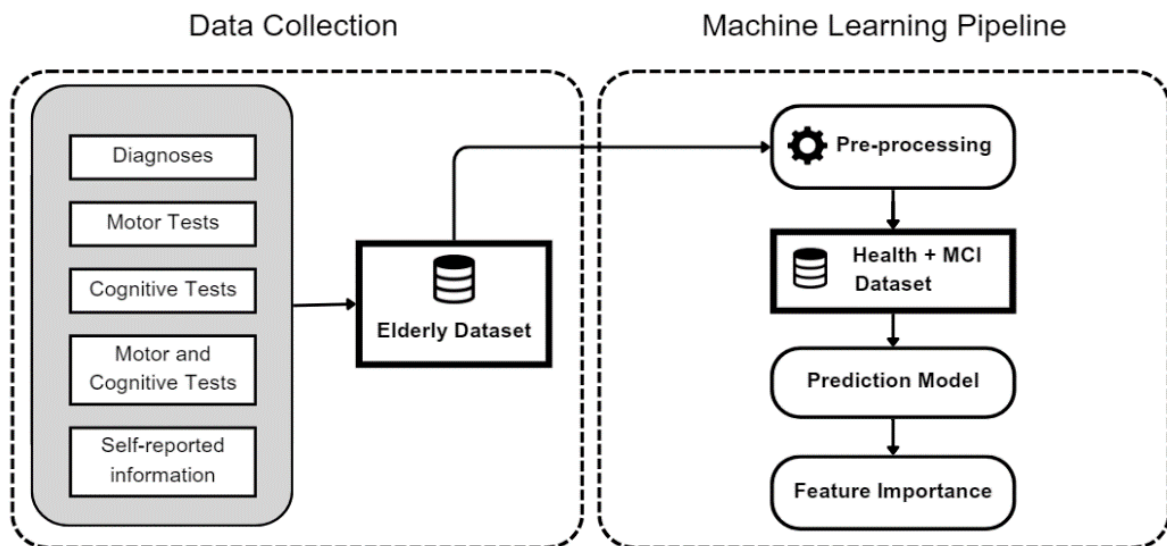 Data Collection
Machine Learning Pipeline
Diagnoses
Motor Tests
Cognitive Tests
Motor and
Cognitive Tests
Self-reported
information
Elderly Dataset
Pre-processing
Health + MCI
Dataset
Prediction Model
Feature Importance